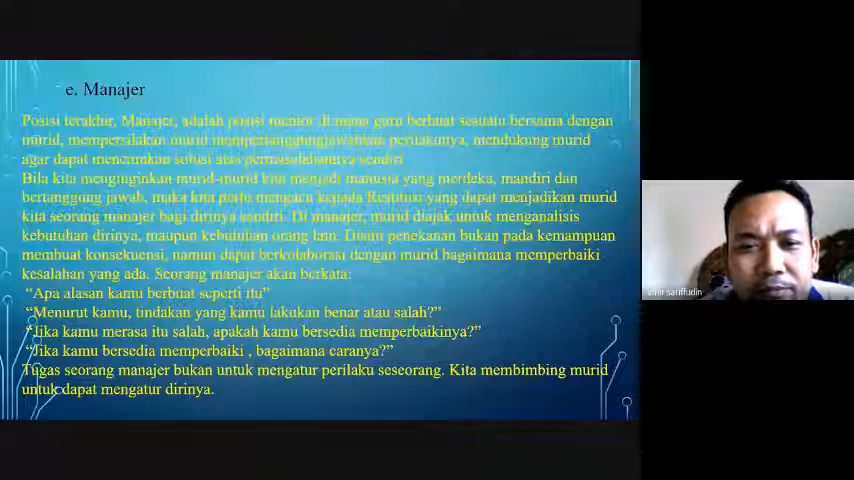 e. Manajer
Posisi terakhir, Manajer, adalah posisi mentor di mana guru berbuat sesuatu bersama dengan
murid, mempersilakan murid mempertanggungjawabkan perilakunya, mendukung murid
agar dapat menemukan solusi atas permasalahannya sendiri
Bila kita menginginkan murid-murid kita menjadi manusia yang merdeka, mandiri dan
bertanggung jawab, maka kita perlu mengacu kepada Restitusi yang dapat menjadikan murid
kita seorang manajer bagi dirinya sendiri. Di manajer, murid diajak untuk menganalisis
kebutuhan dirinya, maupun kebutuhan orang lain. Disini penekanan bukan pada kemampuan
membuat konsekuensi, namun dapat berkolaborasi dengan murid bagaimana memperbaiki
kesalahan yang ada. Seorang manajer akan berkata:
“Apa alasan kamu berbuat seperti itu”
“Menurut kamu, tindakan yang kamu lakukan benar atau salah?”
“Jika kamu merasa itu salah, apakah kamu bersedia memperbaikinya?”
“Jika kamu bersedia memperbaiki , bagaimana caranya?”
Tugas seorang manajer bukan untuk mengatur perilaku seseorang. Kita membimbing murid
untuk dapat mengatur dirinya.
sariffudin